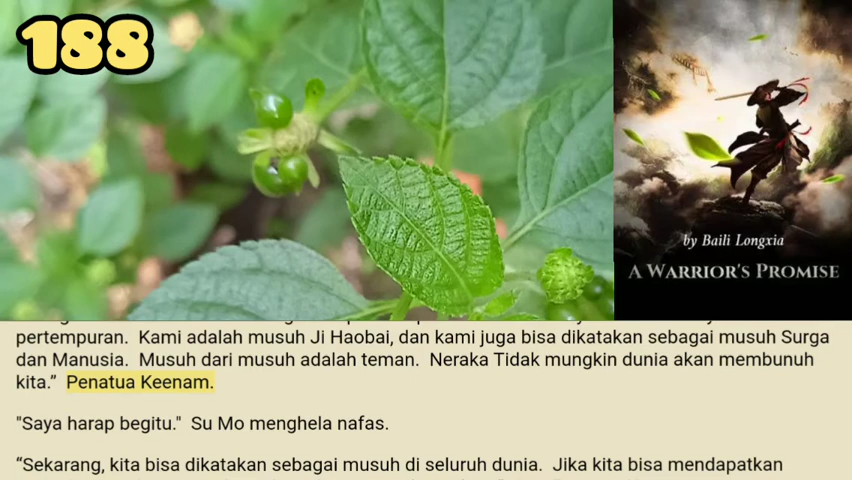 188
by Baili Longxia
A WARRIOR'S PROMISE
pertempuran. Kami adalah musuh Ji Haobai, dan kami juga bisa dikatakan sebagai musuh Surga
dan Manusia. Musuh dari musuh adalah teman. Neraka Tidak mungkin dunia akan membunuh
kita.” Penatua Keenam.
"Saya harap begitu." Su Mo menghela nafas.
“Sekarang, kita bisa dikatakan sebagai musuh di seluruh dunia. Jika kita bisa mendapatkan